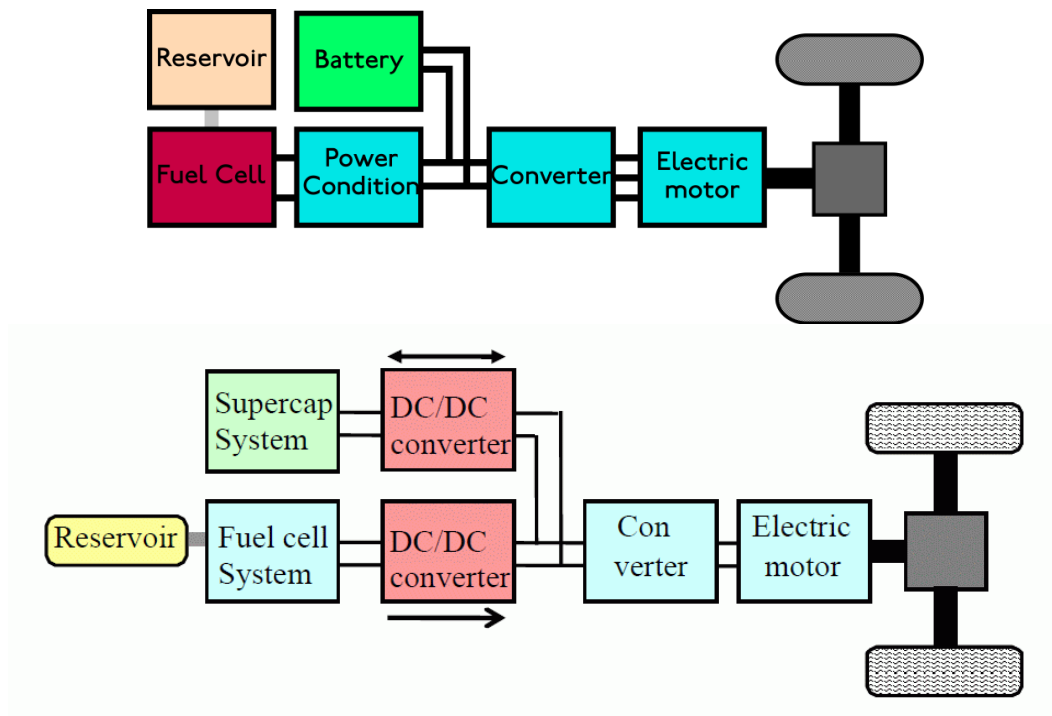 Reservoir
Battery
Fuel Cell
Power
Condition
Converter
Electric
motor
Supercap
System
DC/DC
converter
Reservoir
Fuel cell
System
DC/DC
converter
Con
verter
Electric
motor